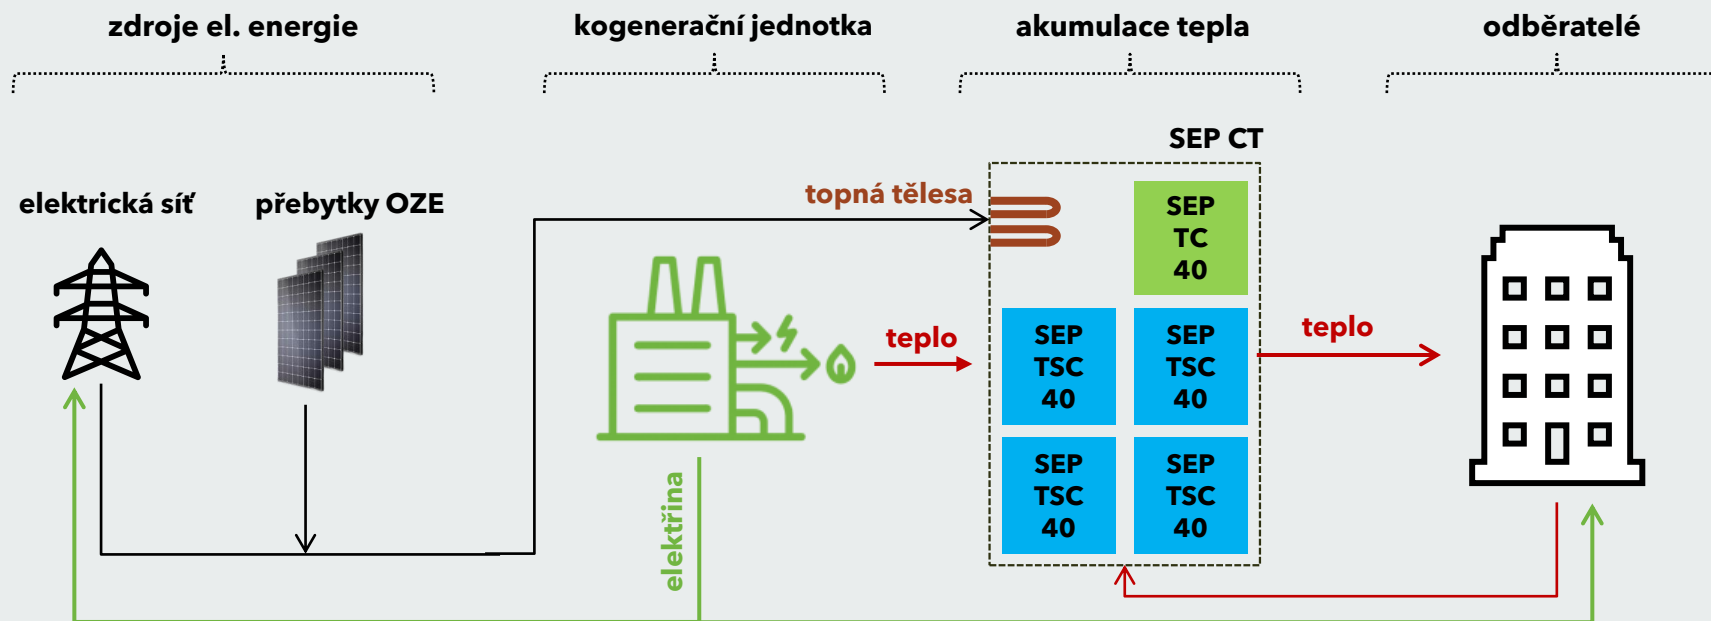 zdroje el. energie
kogenerační jednotka
akumulace tepla
odběratelé
SEP CT
elektrická síť
přebytky OZE
topná tělesa
SEP
TC
40
teplo
SEP
TSC
40
SEP
TSC
40
teplo
SEP
TSC
40
SEP
TSC
40
elektřina